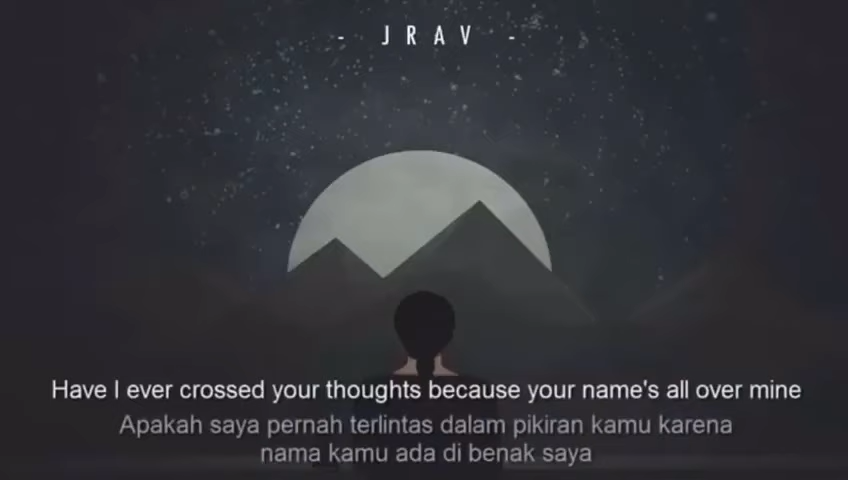 - JRAV -
Have I ever crossed your thoughts because your name's all over mine
Apakah saya pernah terlintas dalam pikiran kamu karena
nama kamu ada di benak saya